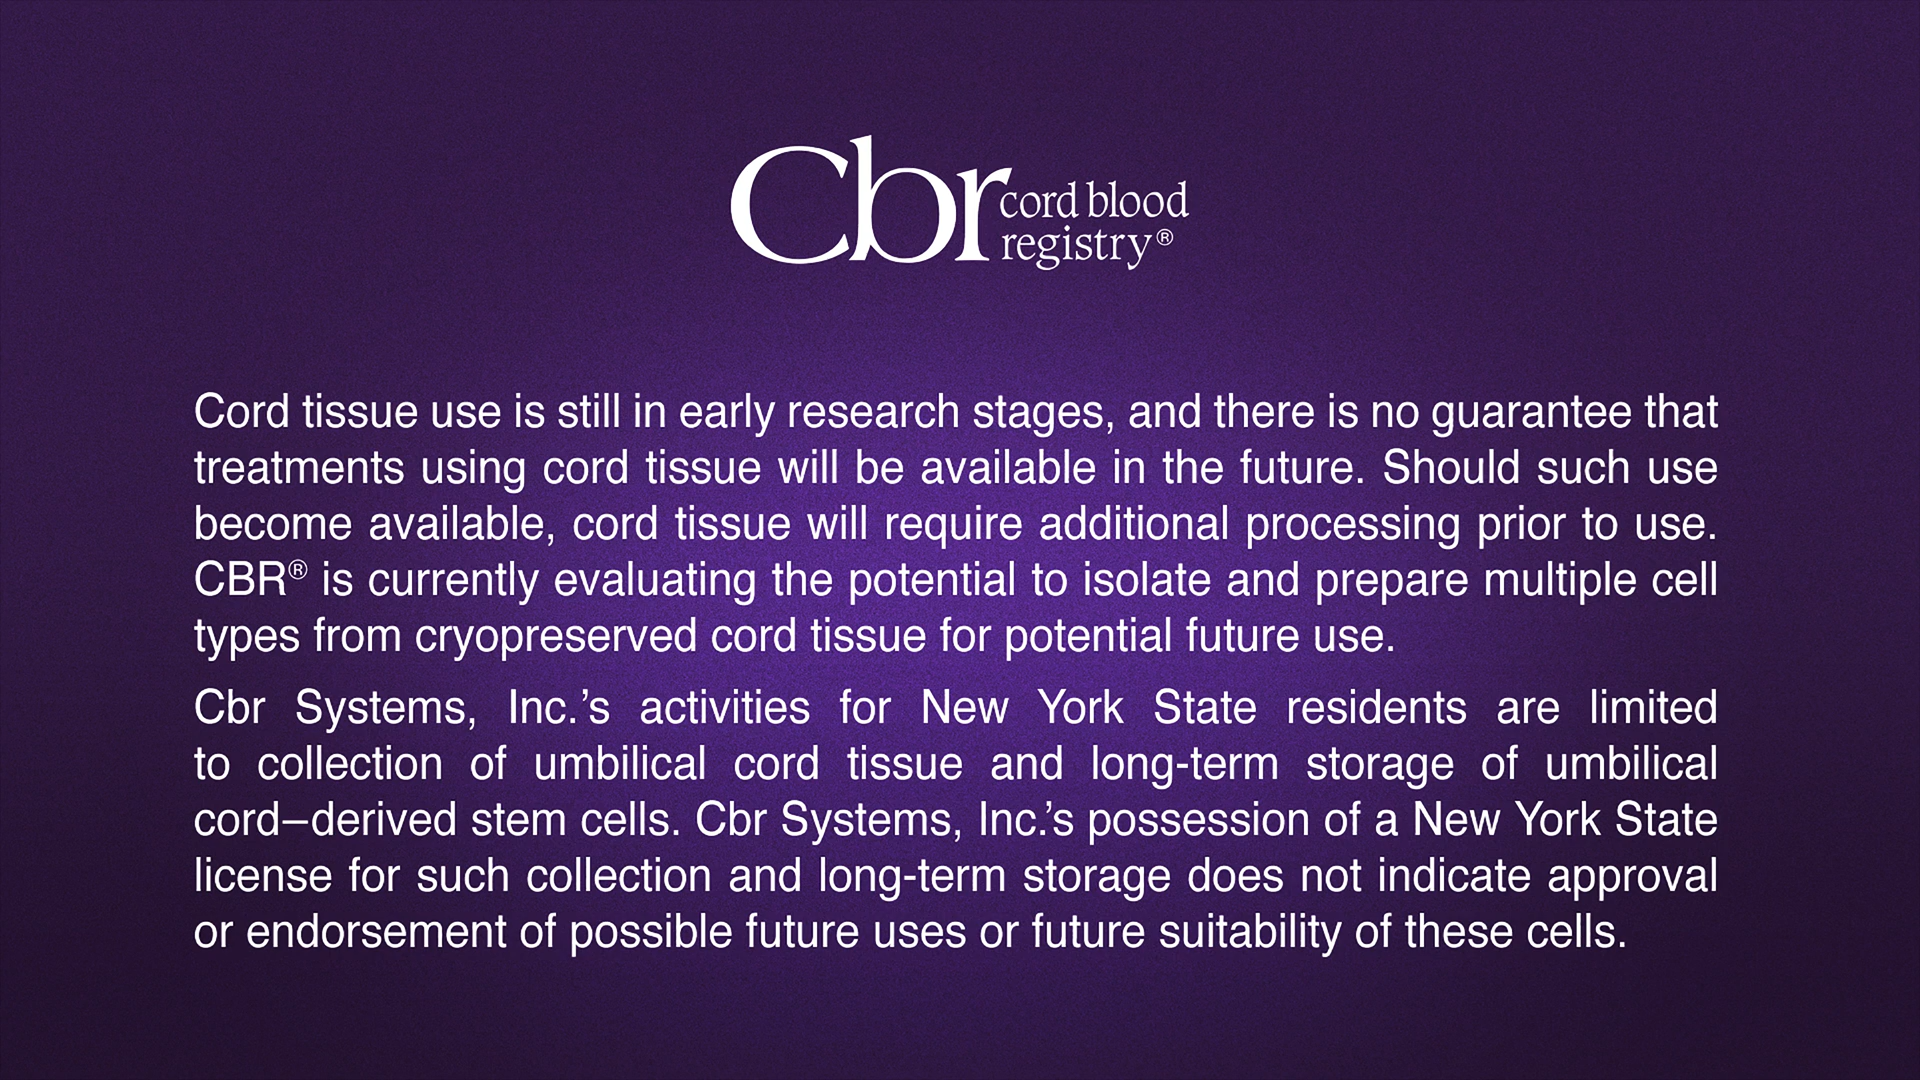 Cbr cord blood
registry®
Cord tissue use is still in early research stages, and there is no guarantee that
treatments using cord tissue will be available in the future. Should such use
become available, cord tissue will require additional processing prior to use.
CBR® is currently evaluating the potential to isolate and prepare multiple cell
types from cryopreserved cord tissue for potential future use.
Cbr Systems, Inc.’s activities for New York State residents are limited
to collection of umbilical cord tissue and long-term storage of umbilical
cord–derived stem cells. Cbr Systems, Inc.’s possession of a New York State
license for such collection and long-term storage does not indicate approval
or endorsement of possible future uses or future suitability of these cells.